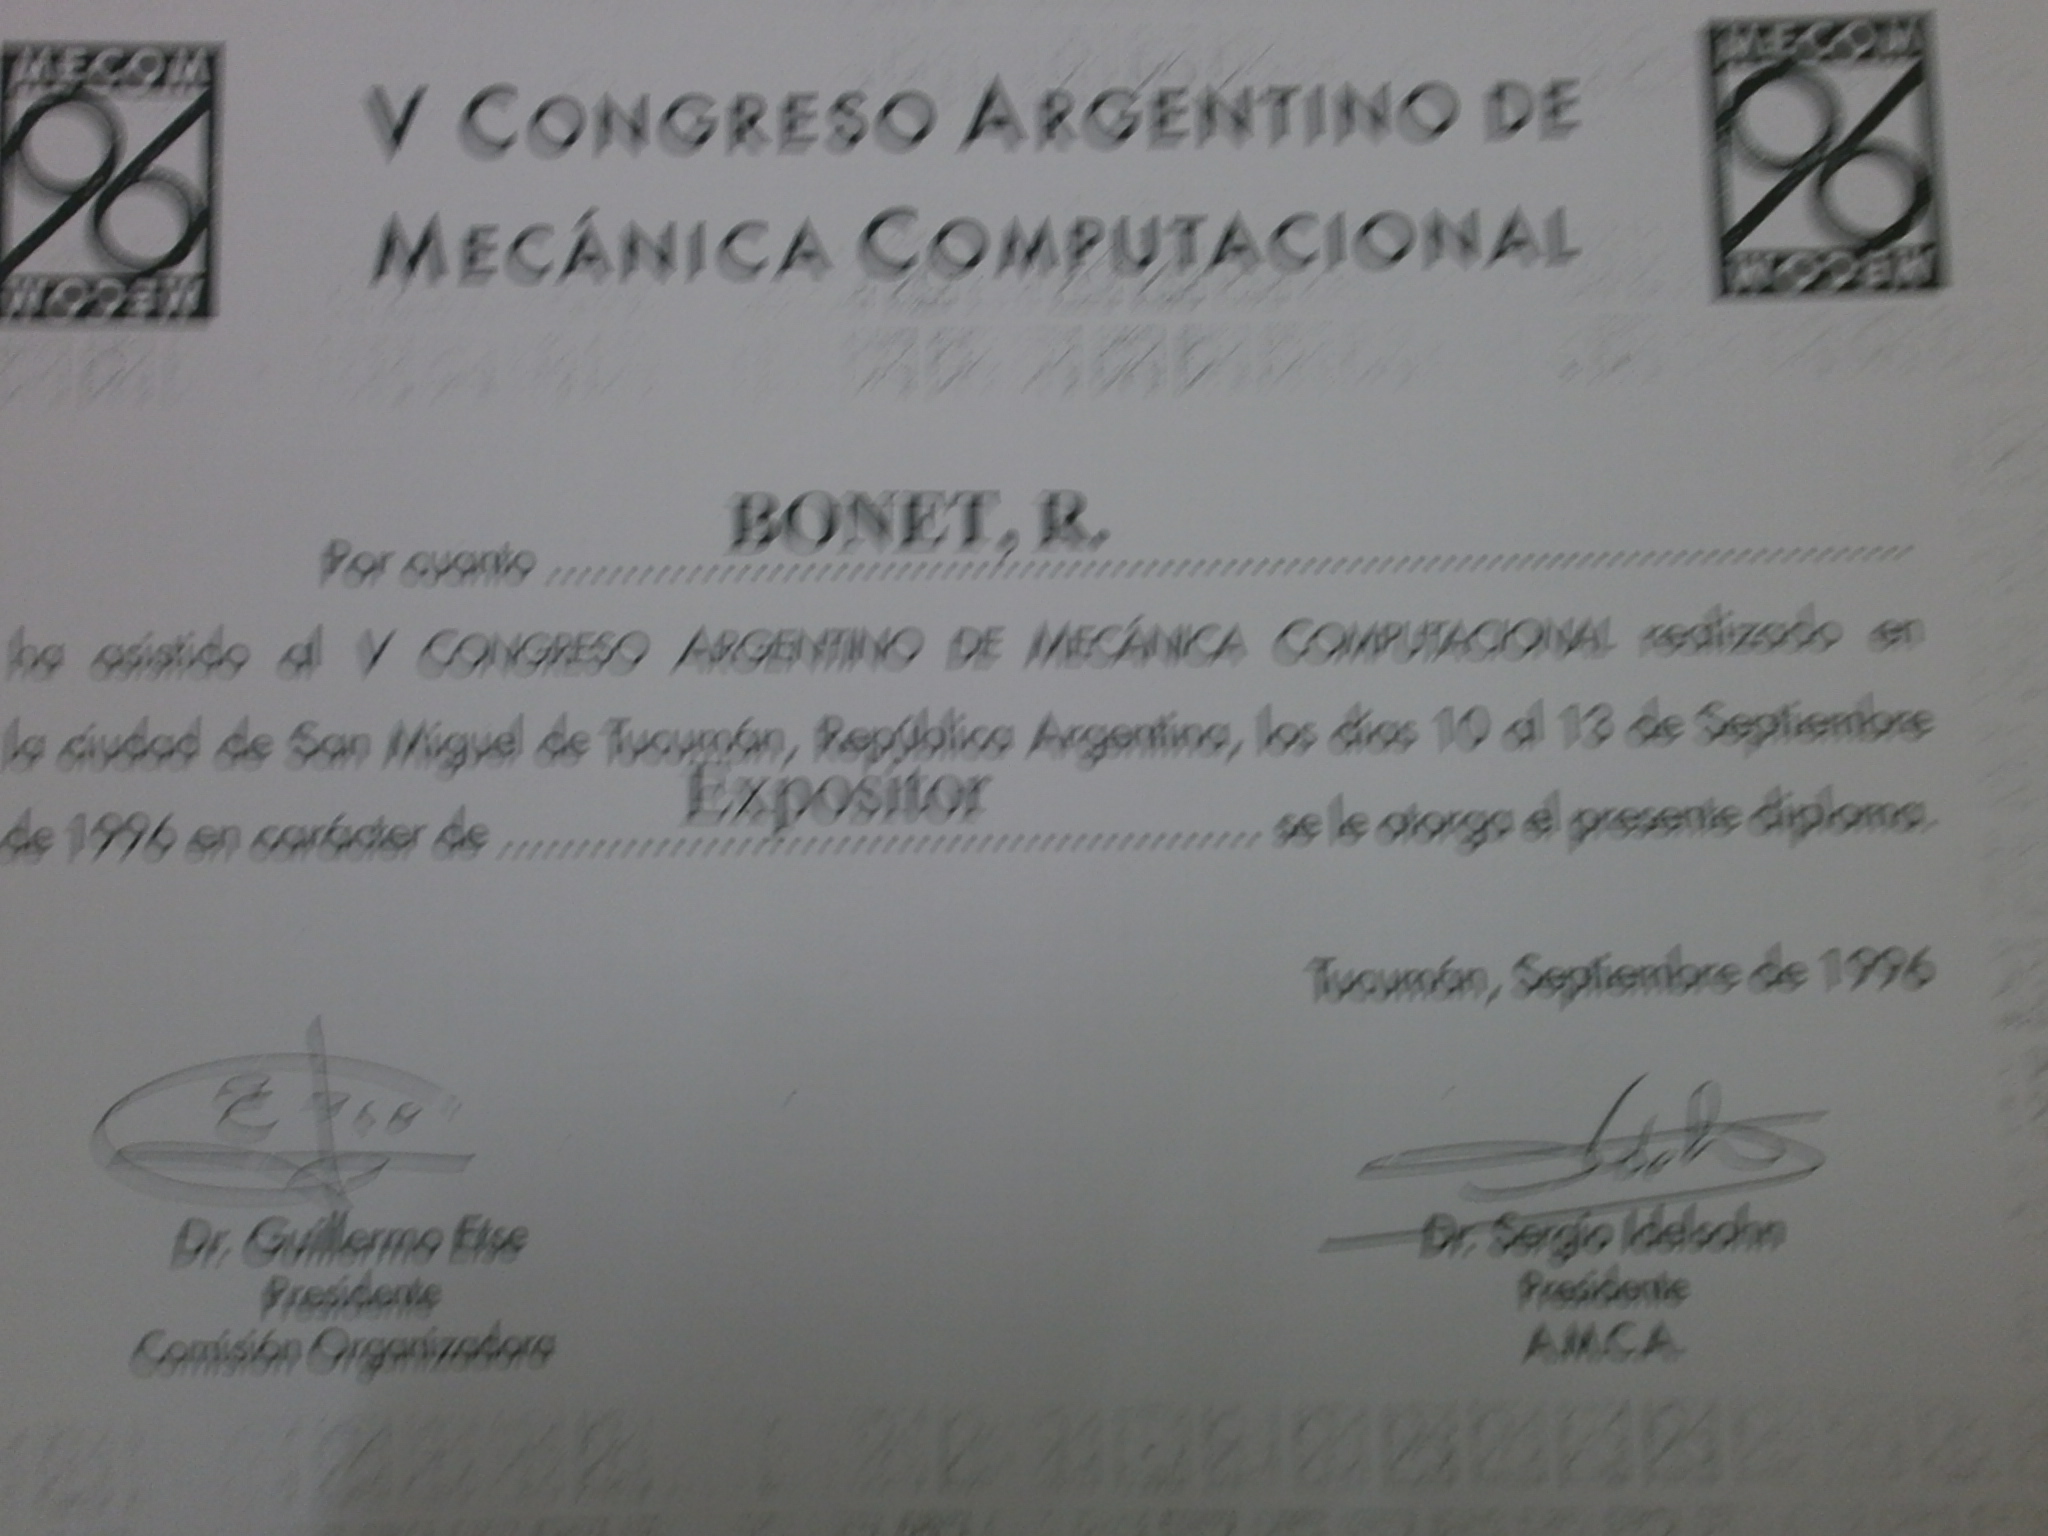 MECOM
96
MECOM
V CONGRESO ARGENTINO DE
MECÁNICA COMPUTACIONAL
MECOM
96
MECOM
BONET, R.
Por cuanto
ha asistido al V CONGRESO ARGENTINO DE MECÁNICA COMPUTACIONAL realizado en
la ciudad de San Miguel de Tucumán, República Argentina, los días 10 al 13 de Septiembre
Expositor
de 1996 en carácter de se le otorga el presente diploma.
Tucumán, Septiembre de 1996
Dr. Guillermo Etse
Presidente
Comisión Organizadora
Dr. Sergio Idelsohn
Presidente
A.M.C.A.